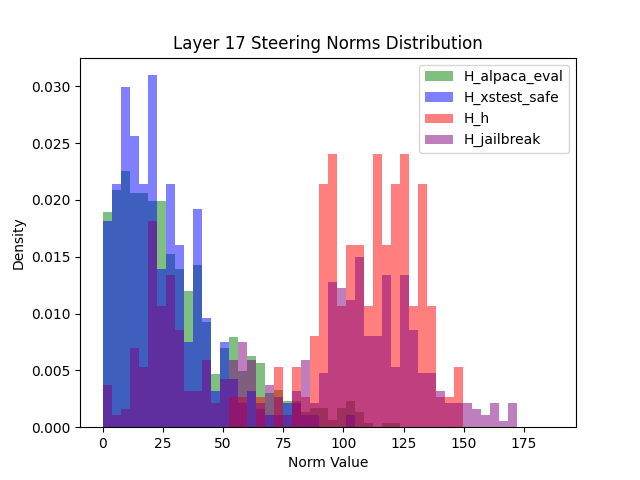 Layer 17 Steering Norms Distribution
H_alpaca_eval
H_xstest_safe
H_h
H_jailbreak
0.030
0.025
0.020
0.015
0.010
0.005
0.000
Density
0 25 50 75 100 125 150 175
Norm Value